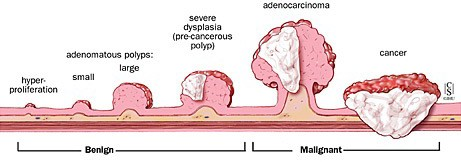 hyper-
proliferation
adenomatous polyps:
small
large
severe
dysplasia
(pre-cancerous
polyp)
adenocarcinoma
cancer
Benign
Malignant